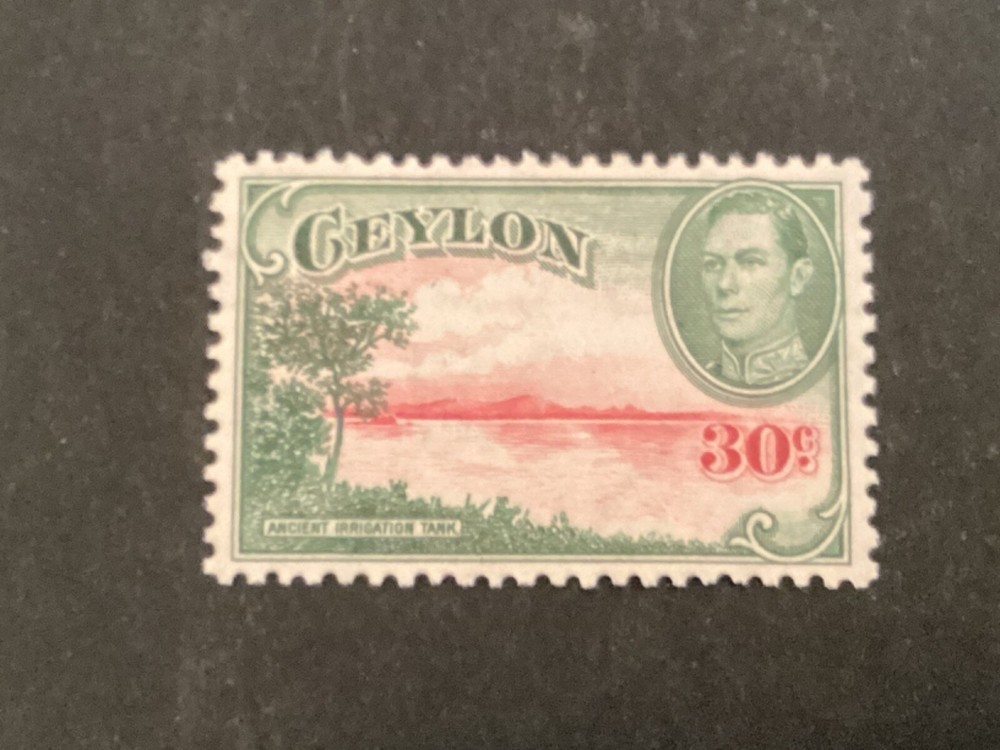 CEYLON
30c
ANCIENT IRRIGATION TANK